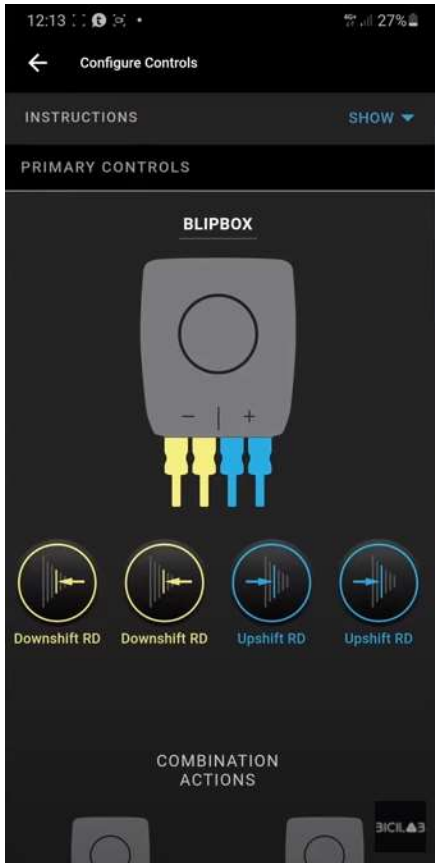 12:13
4G+
27%
Configure Controls
INSTRUCTIONS
SHOW
PRIMARY CONTROLS
BLIPBOX
− | +
Downshift RD
Downshift RD
Upshift RD
Upshift RD
COMBINATION
ACTIONS
BICILAB